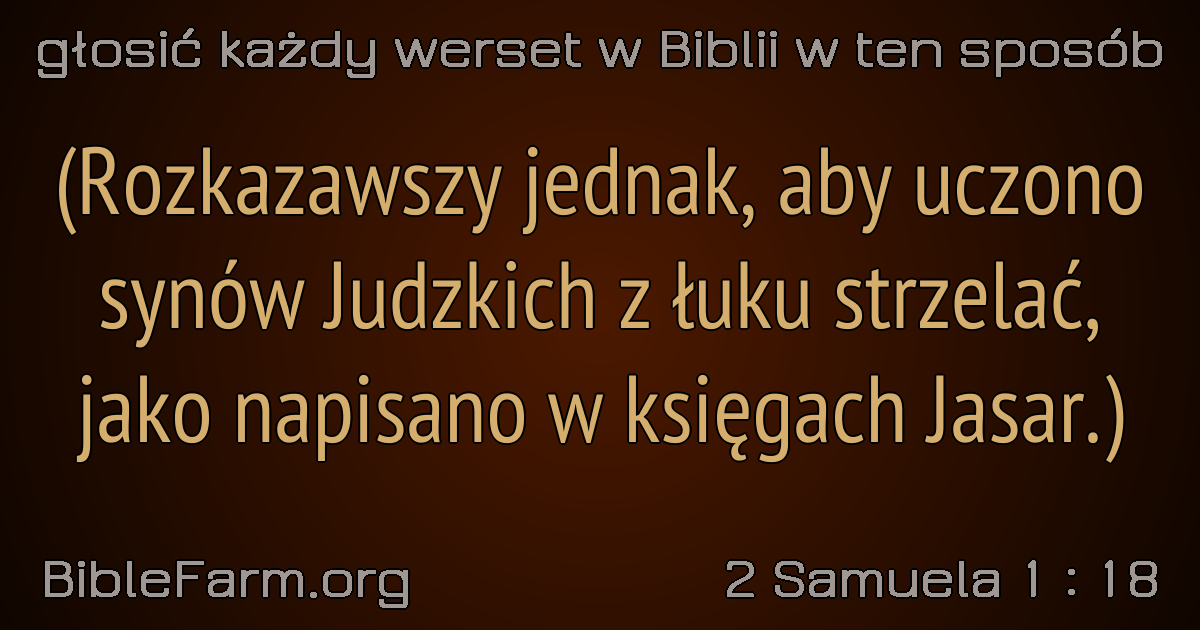 głosić każdy werset w Biblii w ten sposób
(Rozkazawszy jednak, aby uczono
synów Judzkich z łuku strzelać,
jako napisano w księgach Jasar.)
BibleFarm.org
2 Samuela 1 : 18